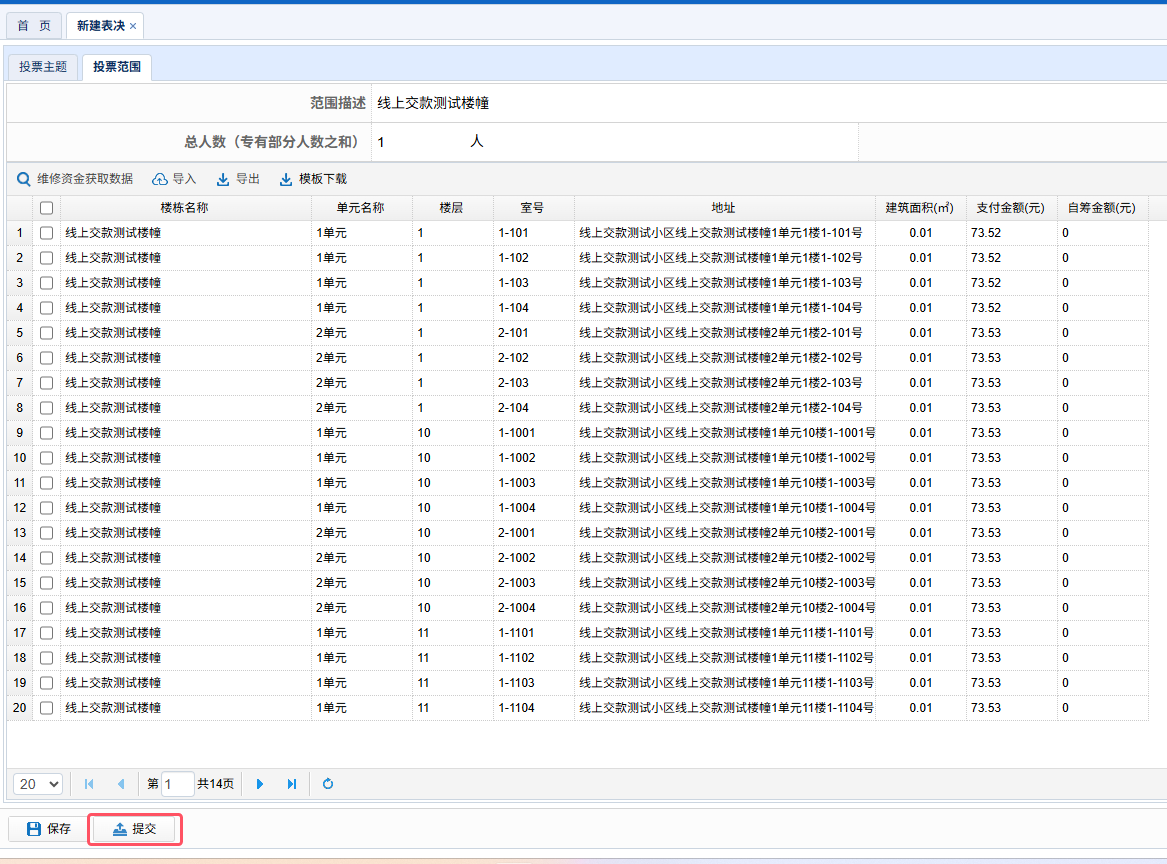 首 页 新建表决 ×
投票主题 投票范围
范围描述 线上交款测试楼幢
总人数（专有部分人数之和） 1 人
维修资金获取数据 导入 导出 模板下载
楼栋名称 单元名称 楼层 室号 地址 建筑面积(㎡) 支付金额(元) 自筹金额(元)
1 线上交款测试楼幢 1单元 1 1-101 线上交款测试小区线上交款测试楼幢1单元1楼1-101号 0.01 73.52 0
2 线上交款测试楼幢 1单元 1 1-102 线上交款测试小区线上交款测试楼幢1单元1楼1-102号 0.01 73.52 0
3 线上交款测试楼幢 1单元 1 1-103 线上交款测试小区线上交款测试楼幢1单元1楼1-103号 0.01 73.52 0
4 线上交款测试楼幢 1单元 1 1-104 线上交款测试小区线上交款测试楼幢1单元1楼1-104号 0.01 73.52 0
5 线上交款测试楼幢 2单元 1 2-101 线上交款测试小区线上交款测试楼幢2单元1楼2-101号 0.01 73.53 0
6 线上交款测试楼幢 2单元 1 2-102 线上交款测试小区线上交款测试楼幢2单元1楼2-102号 0.01 73.53 0
7 线上交款测试楼幢 2单元 1 2-103 线上交款测试小区线上交款测试楼幢2单元1楼2-103号 0.01 73.53 0
8 线上交款测试楼幢 2单元 1 2-104 线上交款测试小区线上交款测试楼幢2单元1楼2-104号 0.01 73.53 0
9 线上交款测试楼幢 1单元 10 1-1001 线上交款测试小区线上交款测试楼幢1单元10楼1-1001号 0.01 73.53 0
10 线上交款测试楼幢 1单元 10 1-1002 线上交款测试小区线上交款测试楼幢1单元10楼1-1002号 0.01 73.53 0
11 线上交款测试楼幢 1单元 10 1-1003 线上交款测试小区线上交款测试楼幢1单元10楼1-1003号 0.01 73.53 0
12 线上交款测试楼幢 1单元 10 1-1004 线上交款测试小区线上交款测试楼幢1单元10楼1-1004号 0.01 73.53 0
13 线上交款测试楼幢 2单元 10 2-1001 线上交款测试小区线上交款测试楼幢2单元10楼2-1001号 0.01 73.53 0
14 线上交款测试楼幢 2单元 10 2-1002 线上交款测试小区线上交款测试楼幢2单元10楼2-1002号 0.01 73.53 0
15 线上交款测试楼幢 2单元 10 2-1003 线上交款测试小区线上交款测试楼幢2单元10楼2-1003号 0.01 73.53 0
16 线上交款测试楼幢 2单元 10 2-1004 线上交款测试小区线上交款测试楼幢2单元10楼2-1004号 0.01 73.53 0
17 线上交款测试楼幢 1单元 11 1-1101 线上交款测试小区线上交款测试楼幢1单元11楼1-1101号 0.01 73.53 0
18 线上交款测试楼幢 1单元 11 1-1102 线上交款测试小区线上交款测试楼幢1单元11楼1-1102号 0.01 73.53 0
19 线上交款测试楼幢 1单元 11 1-1103 线上交款测试小区线上交款测试楼幢1单元11楼1-1103号 0.01 73.53 0
20 线上交款测试楼幢 1单元 11 1-1104 线上交款测试小区线上交款测试楼幢1单元11楼1-1104号 0.01 73.53 0
20 第 1 共14页
保存 提交